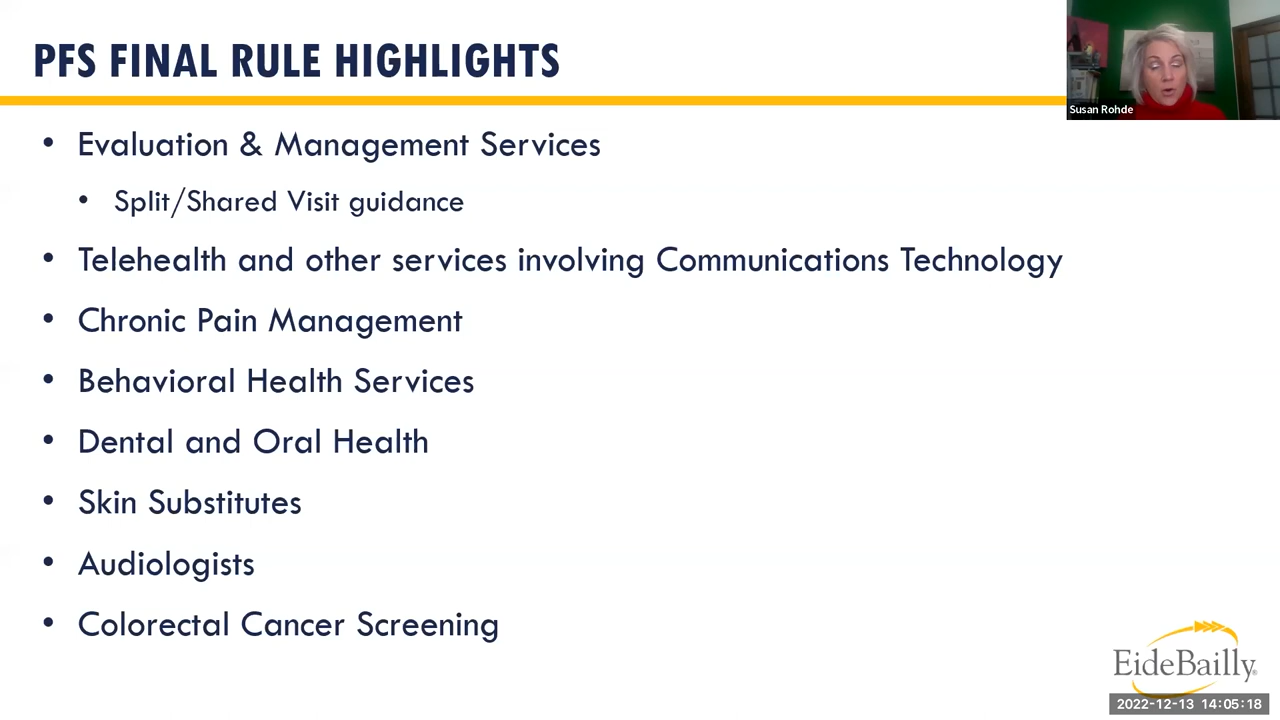 PFS FINAL RULE HIGHLIGHTS
Susan Rohde
• Evaluation & Management Services
• Split/Shared Visit guidance
• Telehealth and other services involving Communications Technology
• Chronic Pain Management
• Behavioral Health Services
• Dental and Oral Health
• Skin Substitutes
• Audiologists
• Colorectal Cancer Screening
EideBailly®
2022-12-13 14:05:18